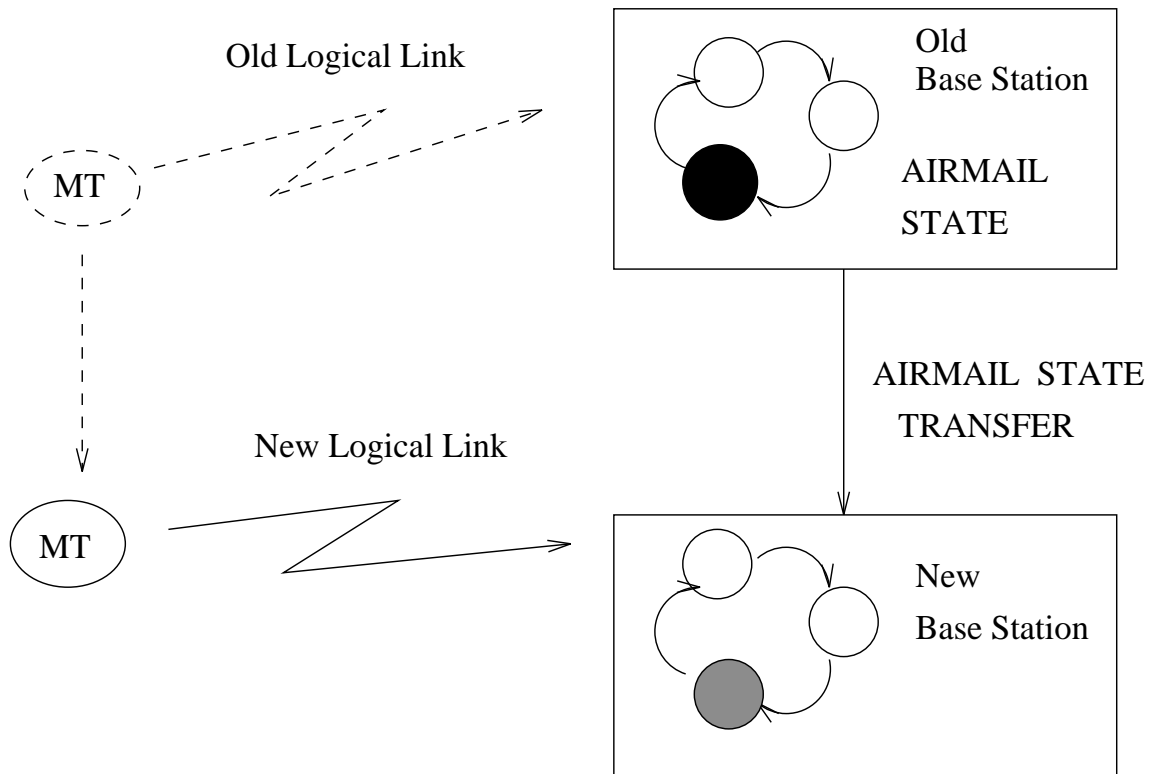 Old Logical Link
MT
Old
Base Station
AIRMAIL
STATE
AIRMAIL STATE
TRANSFER
New Logical Link
MT
New
Base Station